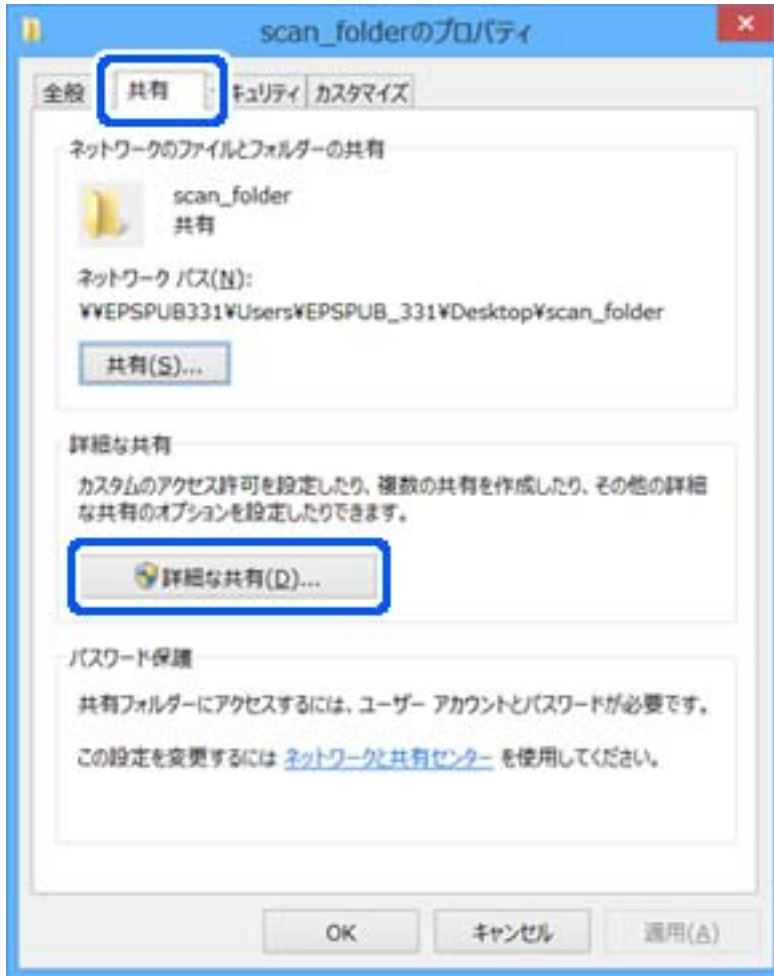 scan_folderのプロパティ
全般 共有 キュリティ カスタマイズ
ネットワークのファイルとフォルダーの共有
scan_folder
共有
ネットワーク パス(N):
¥¥EPSPUB331¥Users¥EPSPUB_331¥Desktop¥scan_folder
共有(S)...
詳細な共有
カスタムのアクセス許可を設定したり、複数の共有を作成したり、その他の詳細
な共有のオプションを設定したりできます。
詳細な共有(D)...
パスワード保護
共有フォルダーにアクセスするには、ユーザー アカウントとパスワードが必要です。
この設定を変更するには ネットワークと共有センター を使用してください。
OK キャンセル 適用(A)